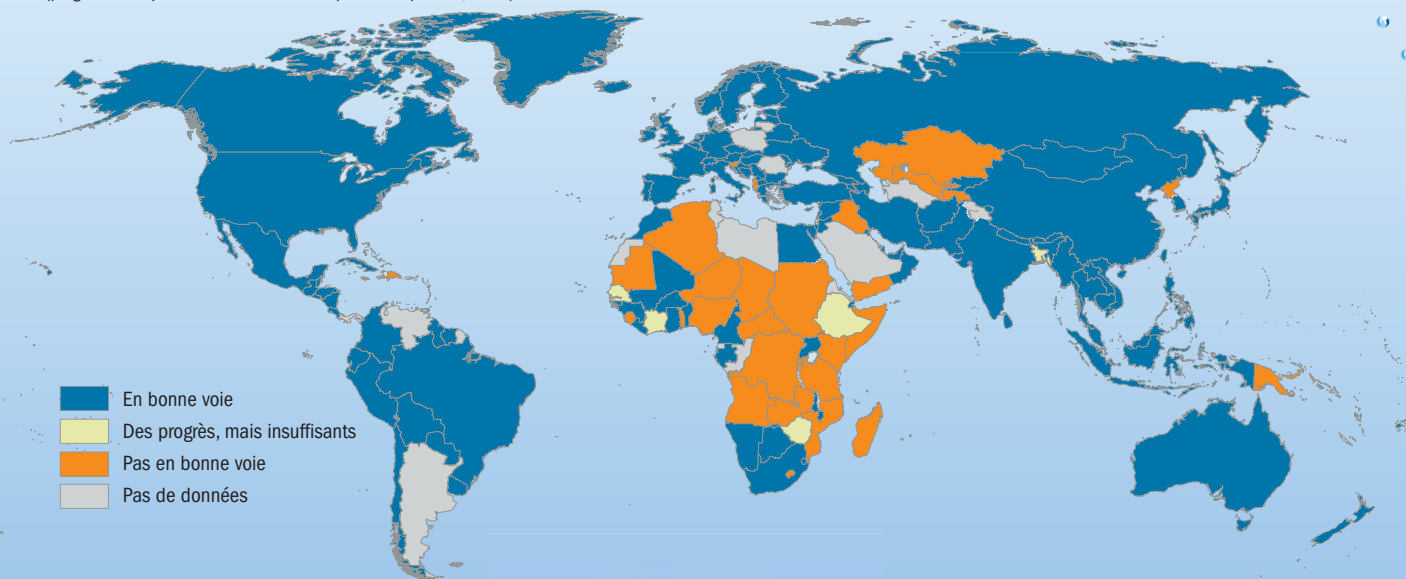 En bonne voie
Des progrès, mais insuffisants
Pas en bonne voie
Pas de données